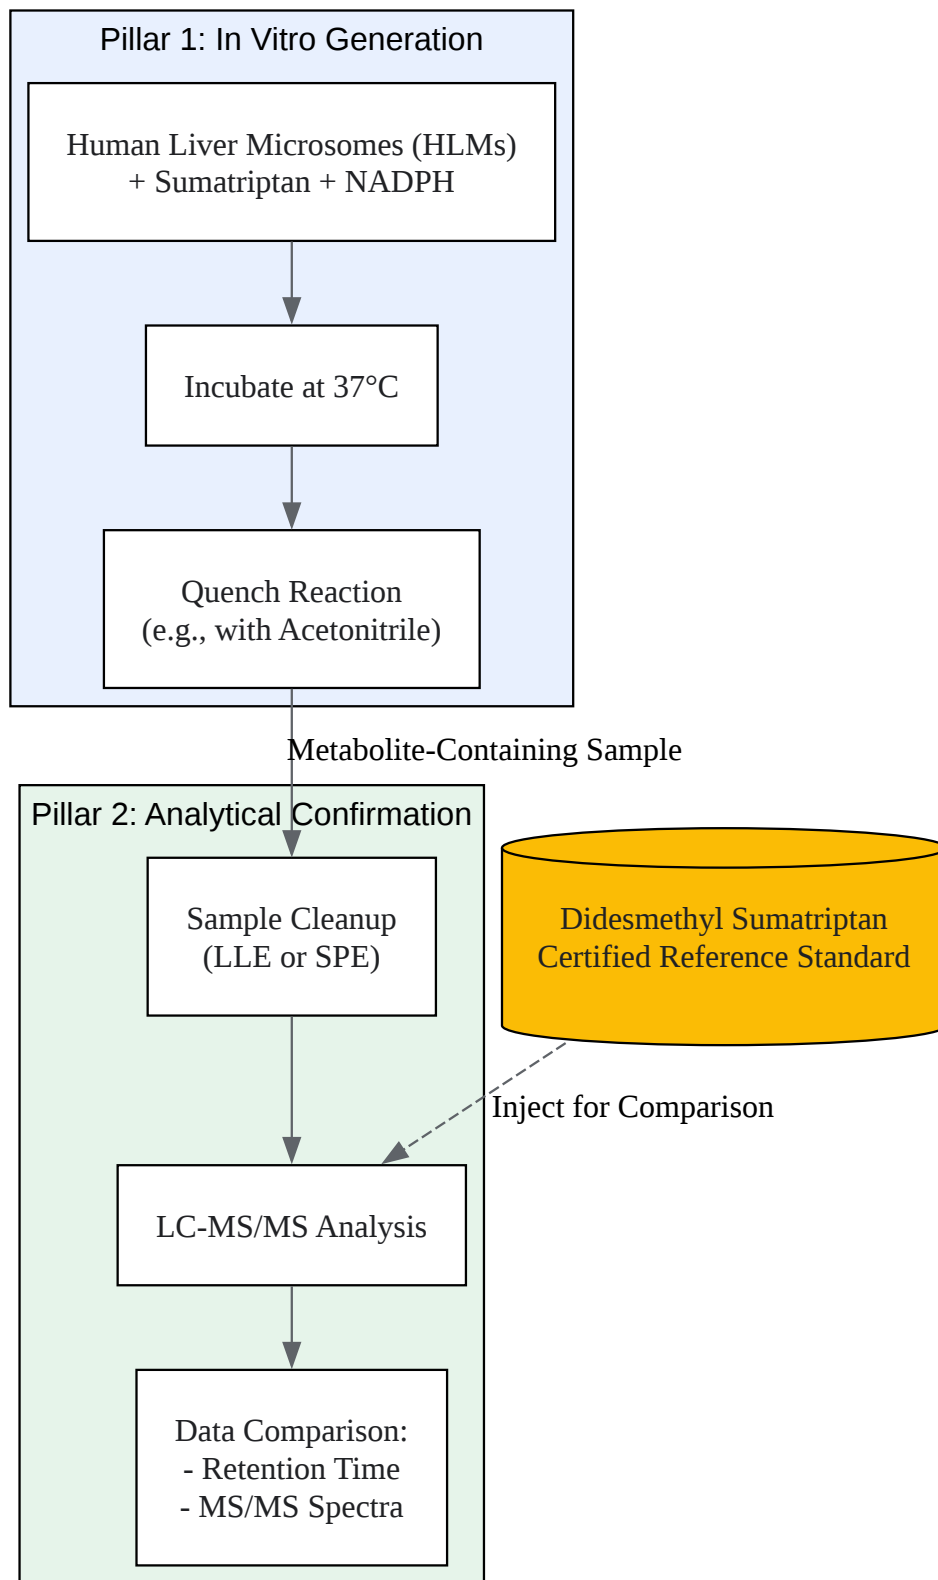 Pillar 1: In Vitro Generation
Human Liver Microsomes (HLMs)
+ Sumatriptan + NADPH
Incubate at 37°C
Quench Reaction
(e.g., with Acetonitrile)
Metabolite-Containing Sample
Pillar 2: Analytical Confirmation
Sample Cleanup
(LLE or SPE)
Didesmethyl Sumatriptan
Certified Reference Standard
Inject for Comparison
LC-MS/MS Analysis
Data Comparison:
- Retention Time
- MS/MS Spectra